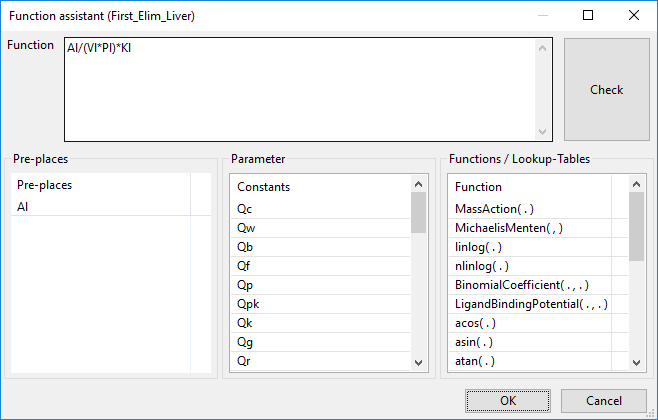 Function assistant (First_Elim_Liver)
Function
Al/(Vl*Pl)*Kl
Check
Pre-places
Pre-places
Al
Parameter
Constants
Qc
Qw
Qb
Qf
Qp
Qpk
Qk
Qg
Qr
Functions / Lookup-Tables
Function
MassAction( . )
MichaelisMenten( , )
linlog( . )
nlinlog( . )
BinomialCoefficient( . , . )
LigandBindingPotential( . , . )
acos( . )
asin( . )
atan( . )
OK
Cancel